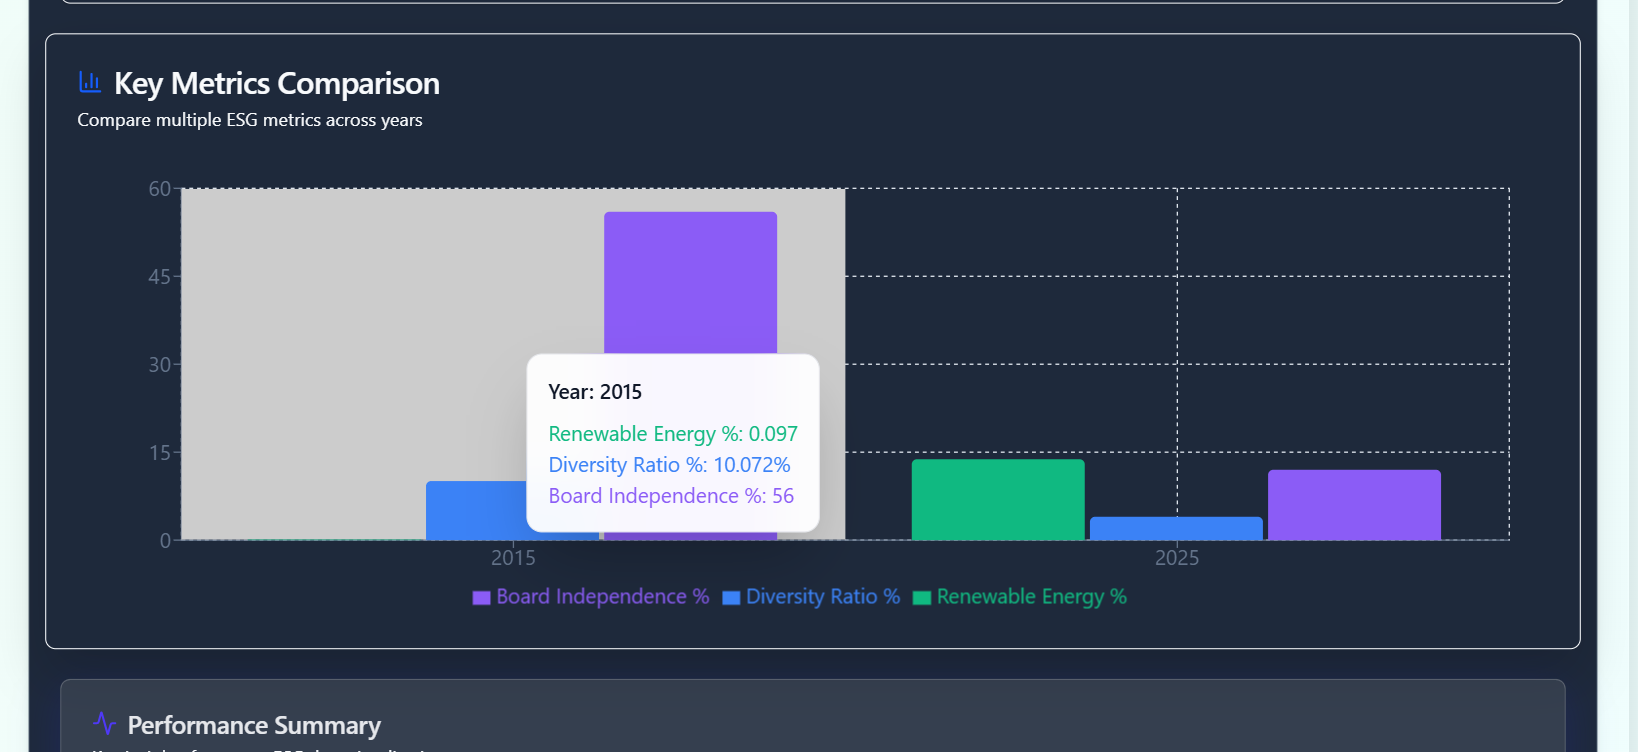 Key Metrics Comparison
Compare multiple ESG metrics across years
60
45
30
15
0
Year: 2015
Renewable Energy %: 0.097
Diversity Ratio %: 10.072%
Board Independence %: 56
2015
2025
Board Independence % Diversity Ratio % Renewable Energy %
Performance Summary